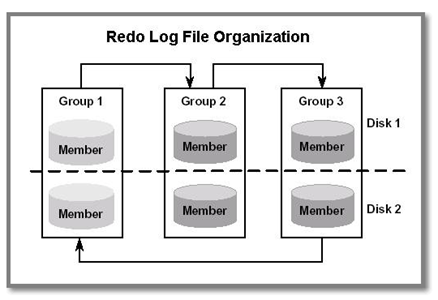 Redo Log File Organization
Group 1 Group 2 Group 3
Disk 1
Member Member Member
Member Member Member
Disk 2